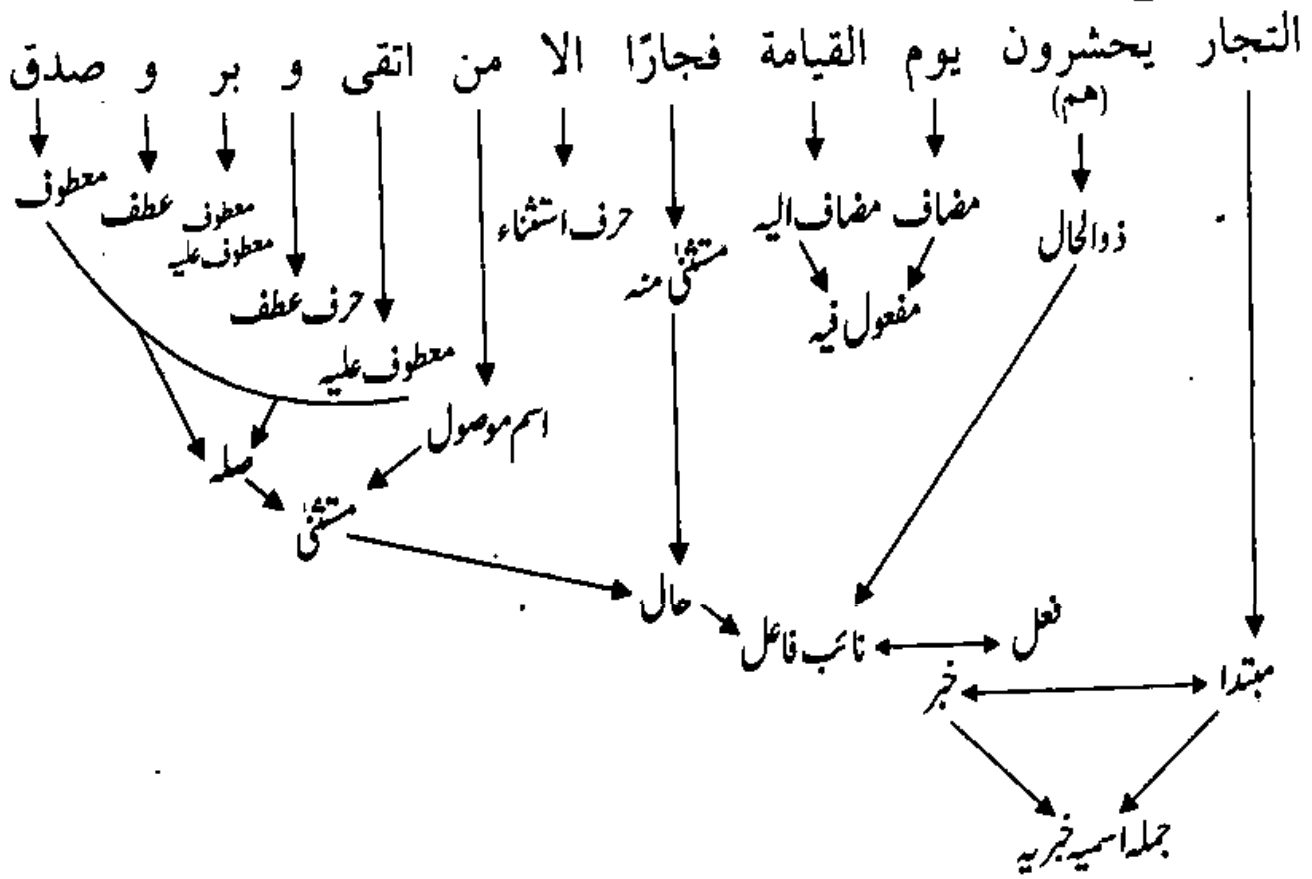 التجار يحشرون يوم القيامة فجارًا الا من اتقى و بر و صدق
(هم)
ذوالحال
مضاف
مضاف الیہ
مفعول فیہ
مستثنیٰ منہ
حرف استثناء
معطوف
معطوف علیہ
عطف
معطوف
حرف عطف
معطوف علیہ
اسم موصول
صلہ
مستثنیٰ
حال
نائب فاعل
فعل
خبر
مبتدا
جملہ اسمیہ خبریہ